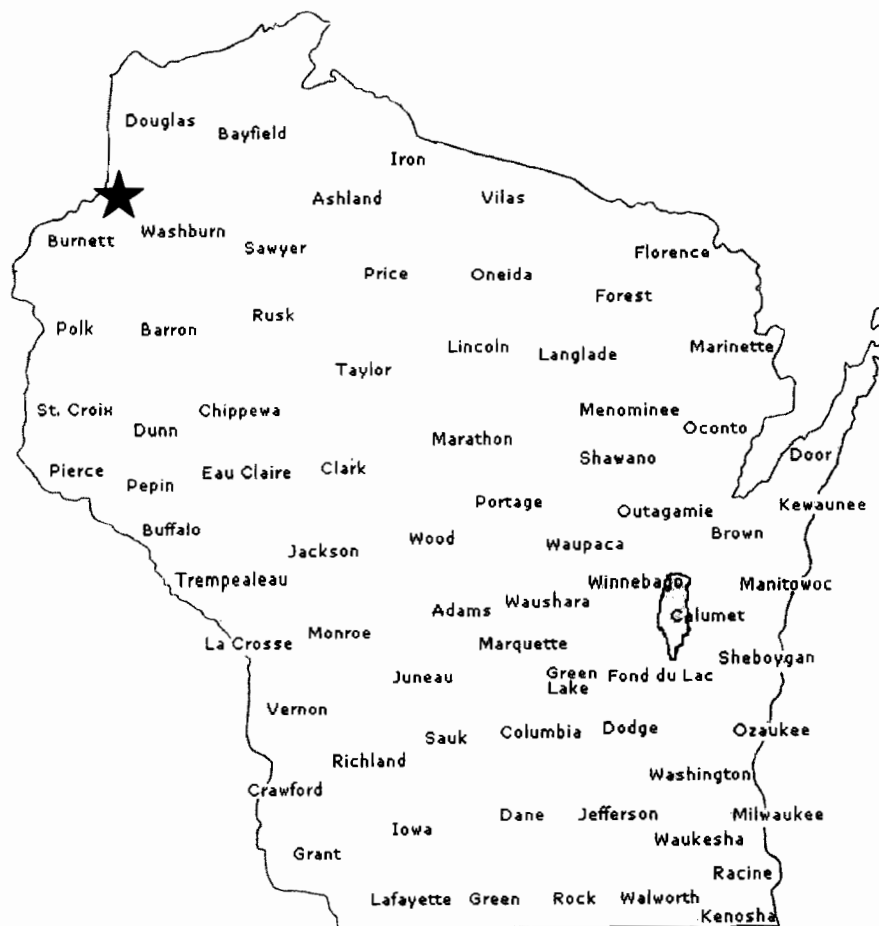 Douglas
Bayfield
Iron
Ashland
Vilas
Burnett
Washburn
Sawyer
Florence
Price
Oneida
Forest
Polk
Barron
Rusk
Lincoln
Langlade
Marinette
Taylor
St. Croix
Chippewa
Menominee
Dunn
Oconto
Marathon
Door
Pierce
Pepin
Eau Claire
Clark
Shawano
Portage
Outagamie
Kewaunee
Buffalo
Jackson
Wood
Waupaca
Brown
Trempealeau
Winnebago
Manitowoc
Adams
Waushara
Calumet
La Crosse
Monroe
Marquette
Sheboygan
Juneau
Green
Lake
Fond du Lac
Vernon
Sauk
Columbia
Dodge
Ozaukee
Richland
Washington
Crawford
Iowa
Dane
Jefferson
Milwaukee
Waukesha
Grant
Racine
Lafayette
Green
Rock
Walworth
Kenosha